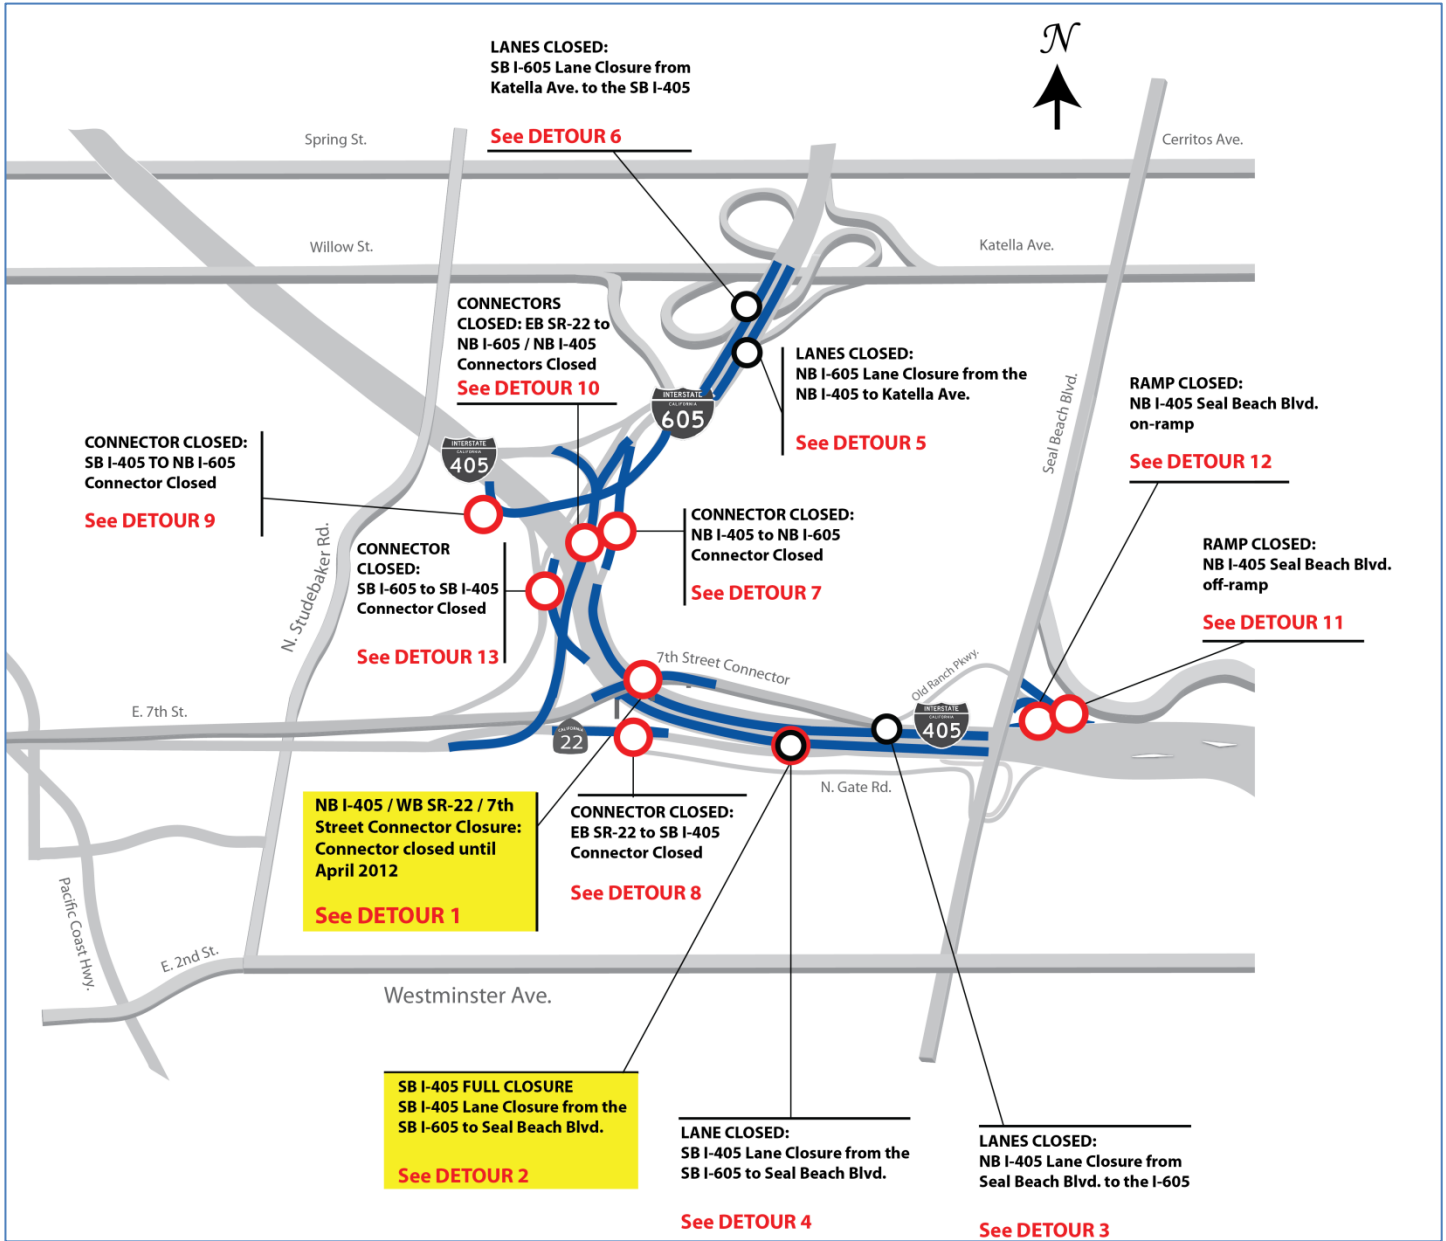 LANES CLOSED:
SB I-605 Lane Closure from
Katella Ave. to the SB I-405
See DETOUR 6
N
Spring St.
Cerritos Ave.
Willow St.
Katella Ave.
CONNECTORS
CLOSED: EB SR-22 to
NB I-605 / NB I-405
Connectors Closed
See DETOUR 10
LANES CLOSED:
NB I-605 Lane Closure from the
NB I-405 to Katella Ave.
See DETOUR 5
INTERSTATE
CALIFORNIA
605
Seal Beach Blvd.
RAMP CLOSED:
NB I-405 Seal Beach Blvd.
on-ramp
See DETOUR 12
CONNECTOR CLOSED:
SB I-405 TO NB I-605
Connector Closed
See DETOUR 9
INTERSTATE
CALIFORNIA
405
CONNECTOR CLOSED:
NB I-405 to NB I-605
Connector Closed
See DETOUR 7
RAMP CLOSED:
NB I-405 Seal Beach Blvd.
off-ramp
See DETOUR 11
N. Studebaker Rd.
CONNECTOR
CLOSED:
SB I-605 to SB I-405
Connector Closed
See DETOUR 13
7th Street Connector
Old Ranch Pkwy.
INTERSTATE
CALIFORNIA
405
E. 7th St.
CALIFORNIA
22
N. Gate Rd.
NB I-405 / WB SR-22 / 7th
Street Connector Closure:
Connector closed until
April 2012
See DETOUR 1
CONNECTOR CLOSED:
EB SR-22 to SB I-405
Connector Closed
See DETOUR 8
Pacific Coast Hwy.
E. 2nd St.
Westminster Ave.
SB I-405 FULL CLOSURE
SB I-405 Lane Closure from the
SB I-605 to Seal Beach Blvd.
See DETOUR 2
LANE CLOSED:
SB I-405 Lane Closure from the
SB I-605 to Seal Beach Blvd.
See DETOUR 4
LANES CLOSED:
NB I-405 Lane Closure from
Seal Beach Blvd. to the I-605
See DETOUR 3